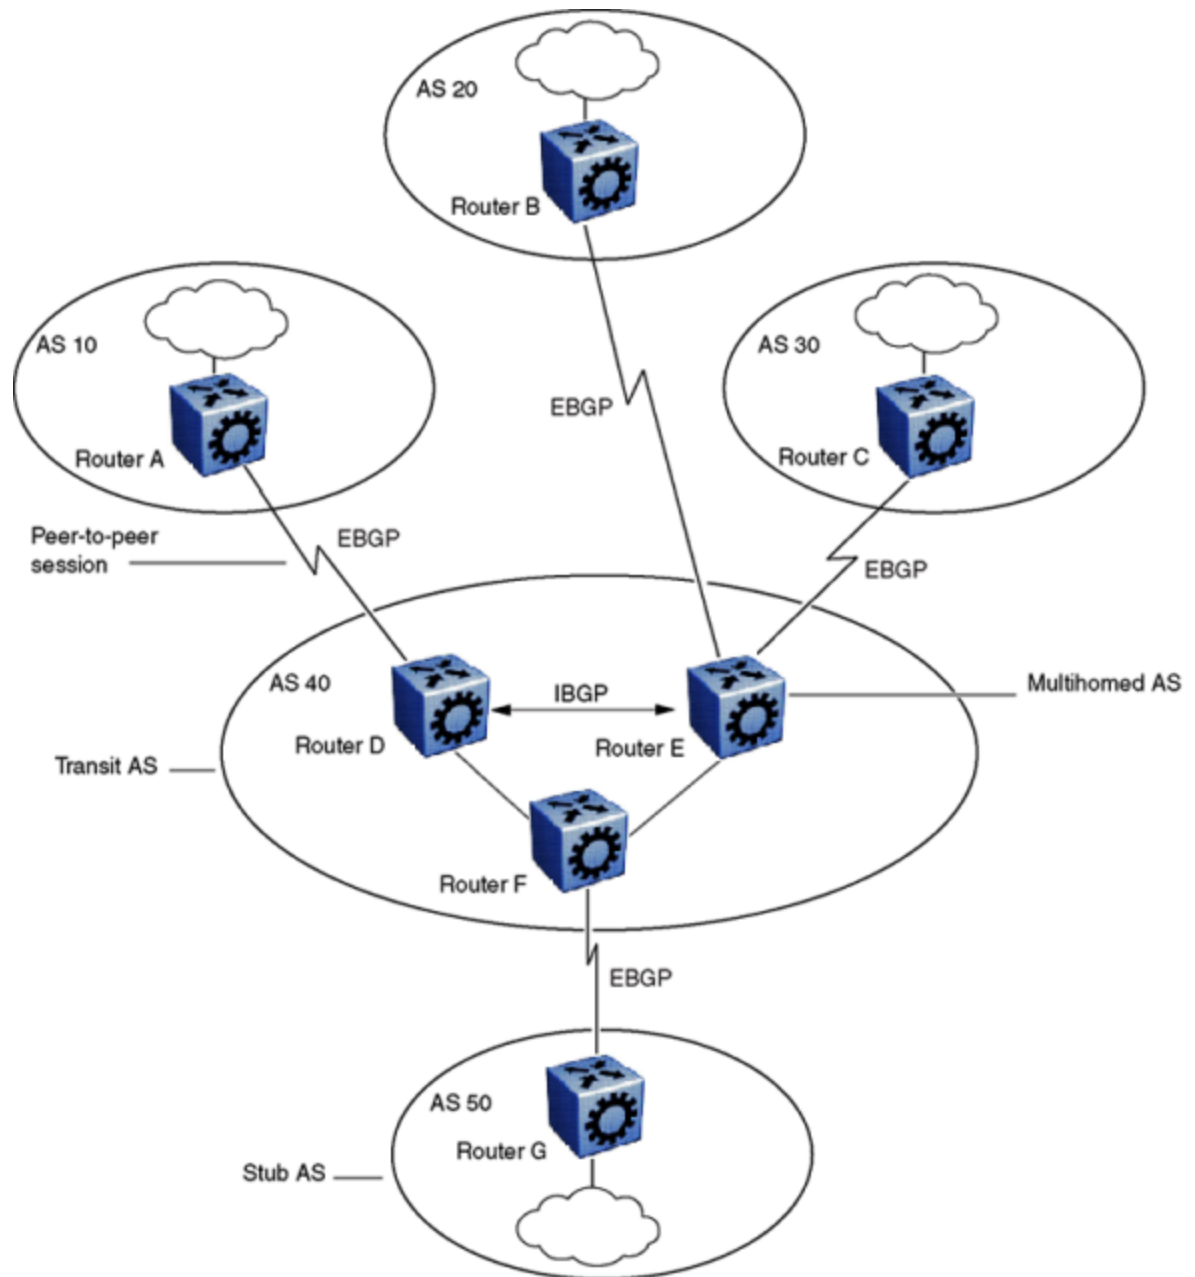 AS 20
Router B
AS 10
Router A
AS 30
Router C
EBGP
Peer-to-peer
session
EBGP
EBGP
AS 40
IBGP
Router D
Router E
Multihomed AS
Transit AS
Router F
EBGP
AS 50
Router G
Stub AS